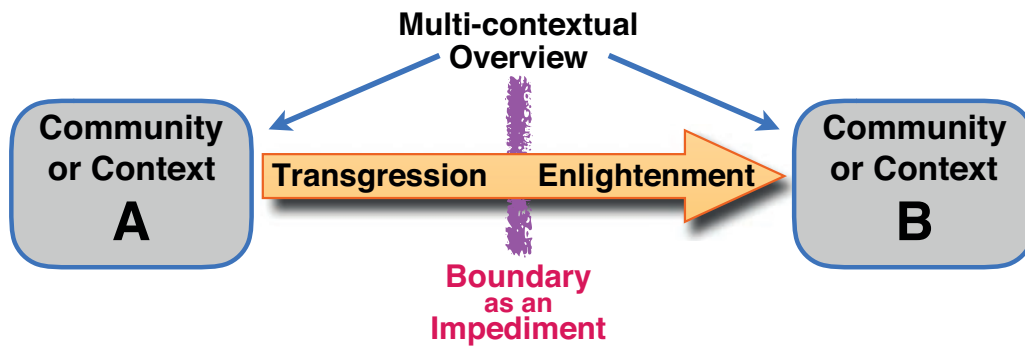 Multi-contextual
Overview
Community
or Context
A
Transgression
Enlightenment
Community
or Context
B
Boundary
as an
Impediment